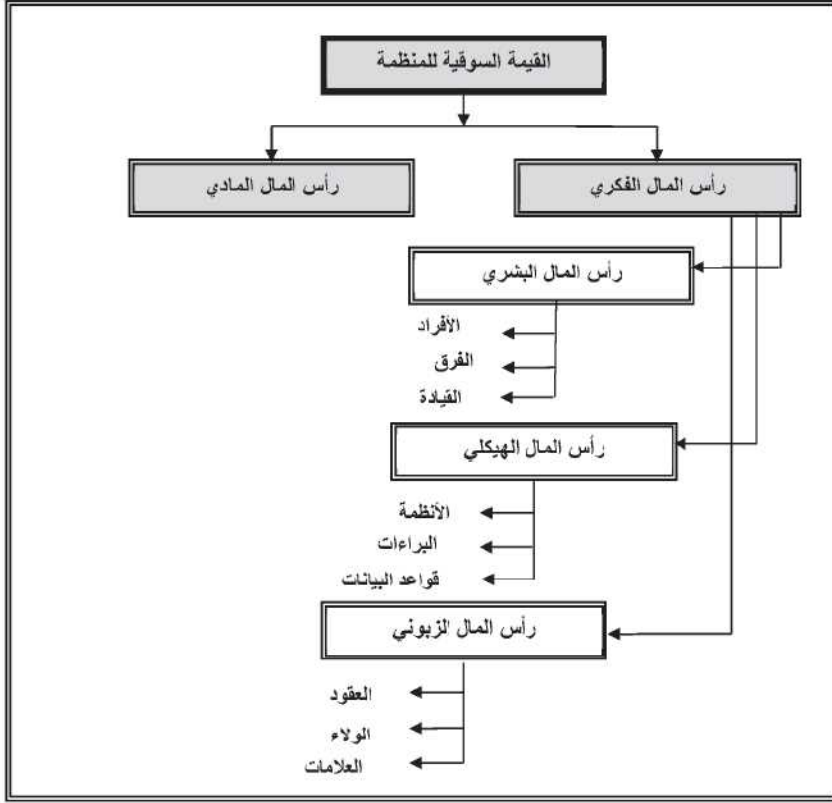 القيمة السوقية للمنظمة
رأس المال الفكري
رأس المال المادي
رأس المال البشري
الأفراد
الفرق
القيادة
رأس المال الهيكلي
الأنظمة
البراءات
قواعد البيانات
رأس المال الزبوني
العقود
الولاء
العلامات